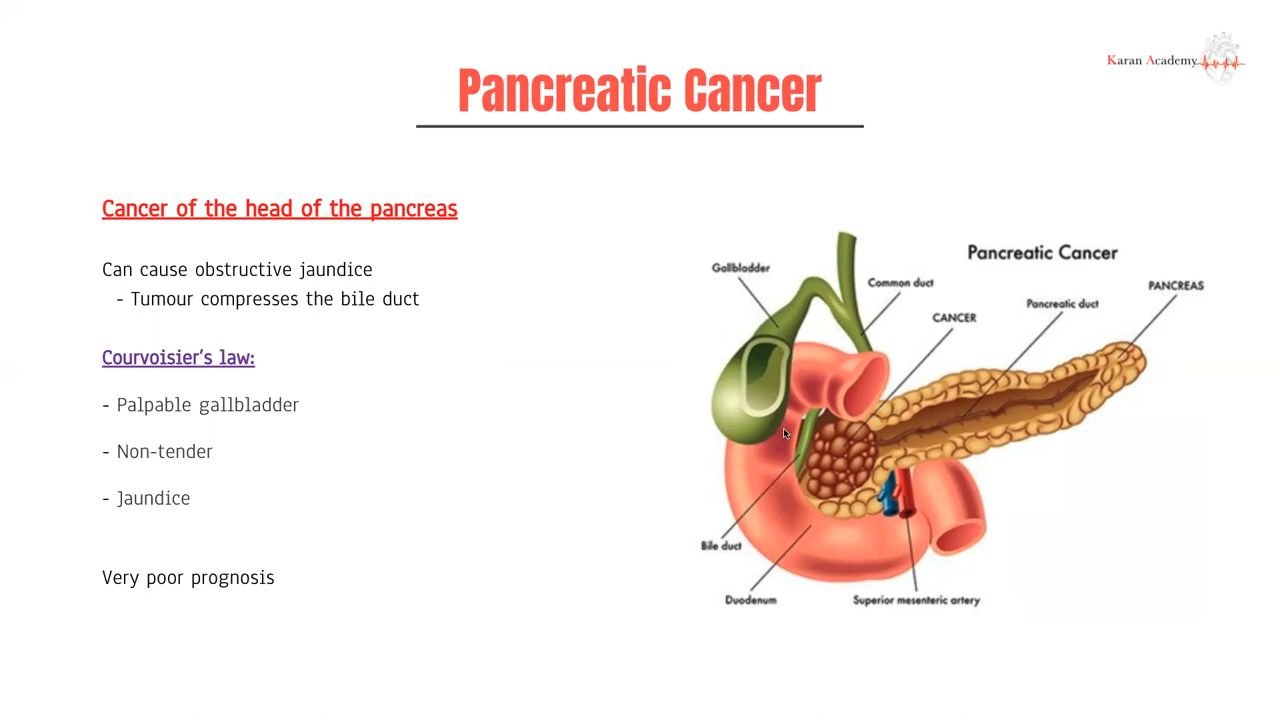 Karan Academy
Pancreatic Cancer
Cancer of the head of the pancreas
Can cause obstructive jaundice
- Tumour compresses the bile duct
Courvoisier's law:
- Palpable gallbladder
- Non-tender
- Jaundice
Very poor prognosis
Pancreatic Cancer
Gallbladder
Common duct
PANCREAS
Pancreatic duct
CANCER
Bile duct
Duodenum
Superior mesenteric artery